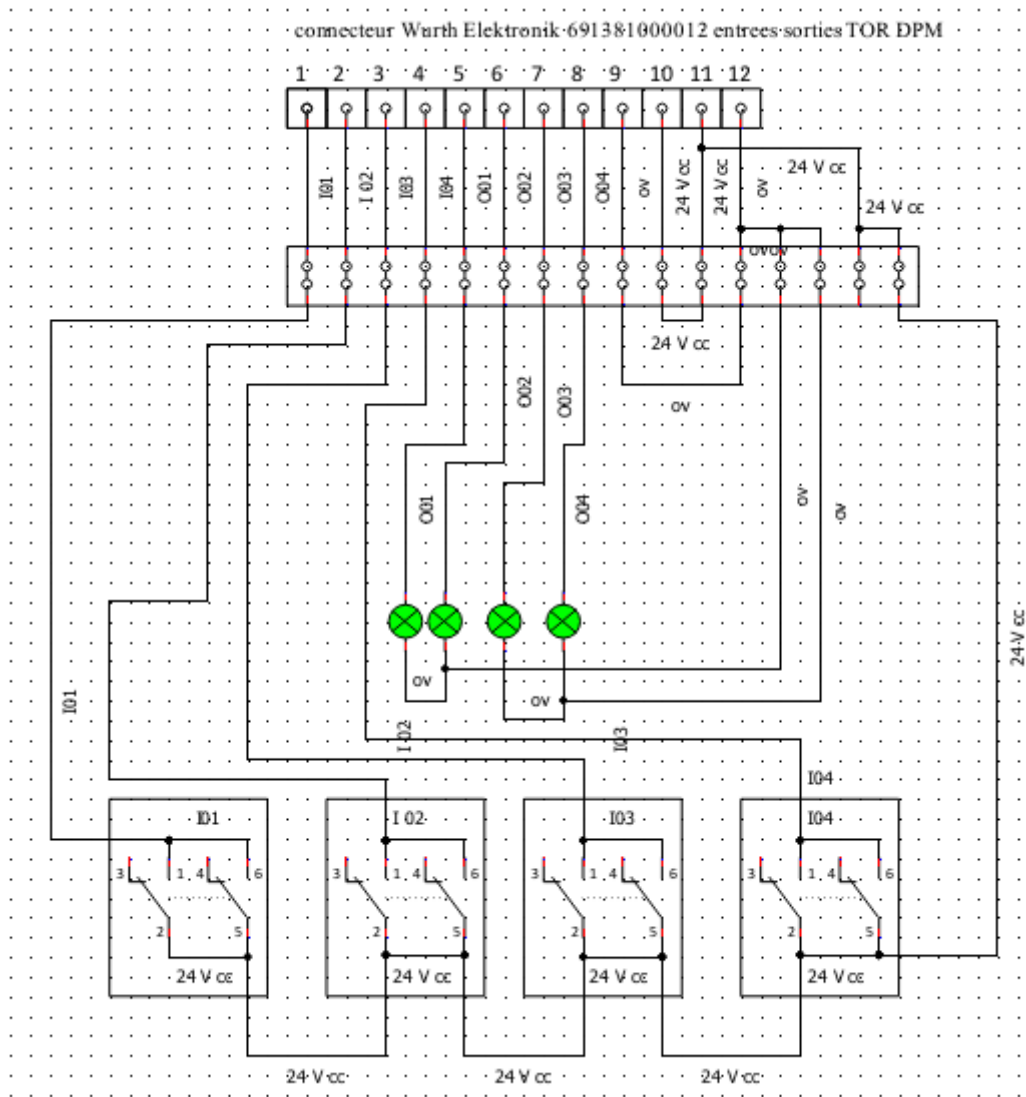 connecteur Wurth Elektronik 691381000012 entrees sorties TOR DPM
1 2 3 4 5 6 7 8 9 10 11 12
I01
I 02
I03
I04
O01
O02
O03
O04
0V
24 V cc
24 V cc
0V
24 V cc
24 V cc
0V0V
24 V cc
0V
O02
O03
O01
O04
0V
0V
24 V cc
0V
0V
I01
I 02
I03
I04
I01
I 02
I03
I04
3 1 4 6
3 1 4 6
3 1 4 6
3 1 4 6
2 5
2 5
2 5
2 5
24 V cc
24 V cc
24 V cc
24 V cc
24 V cc
24 V cc
24 V cc